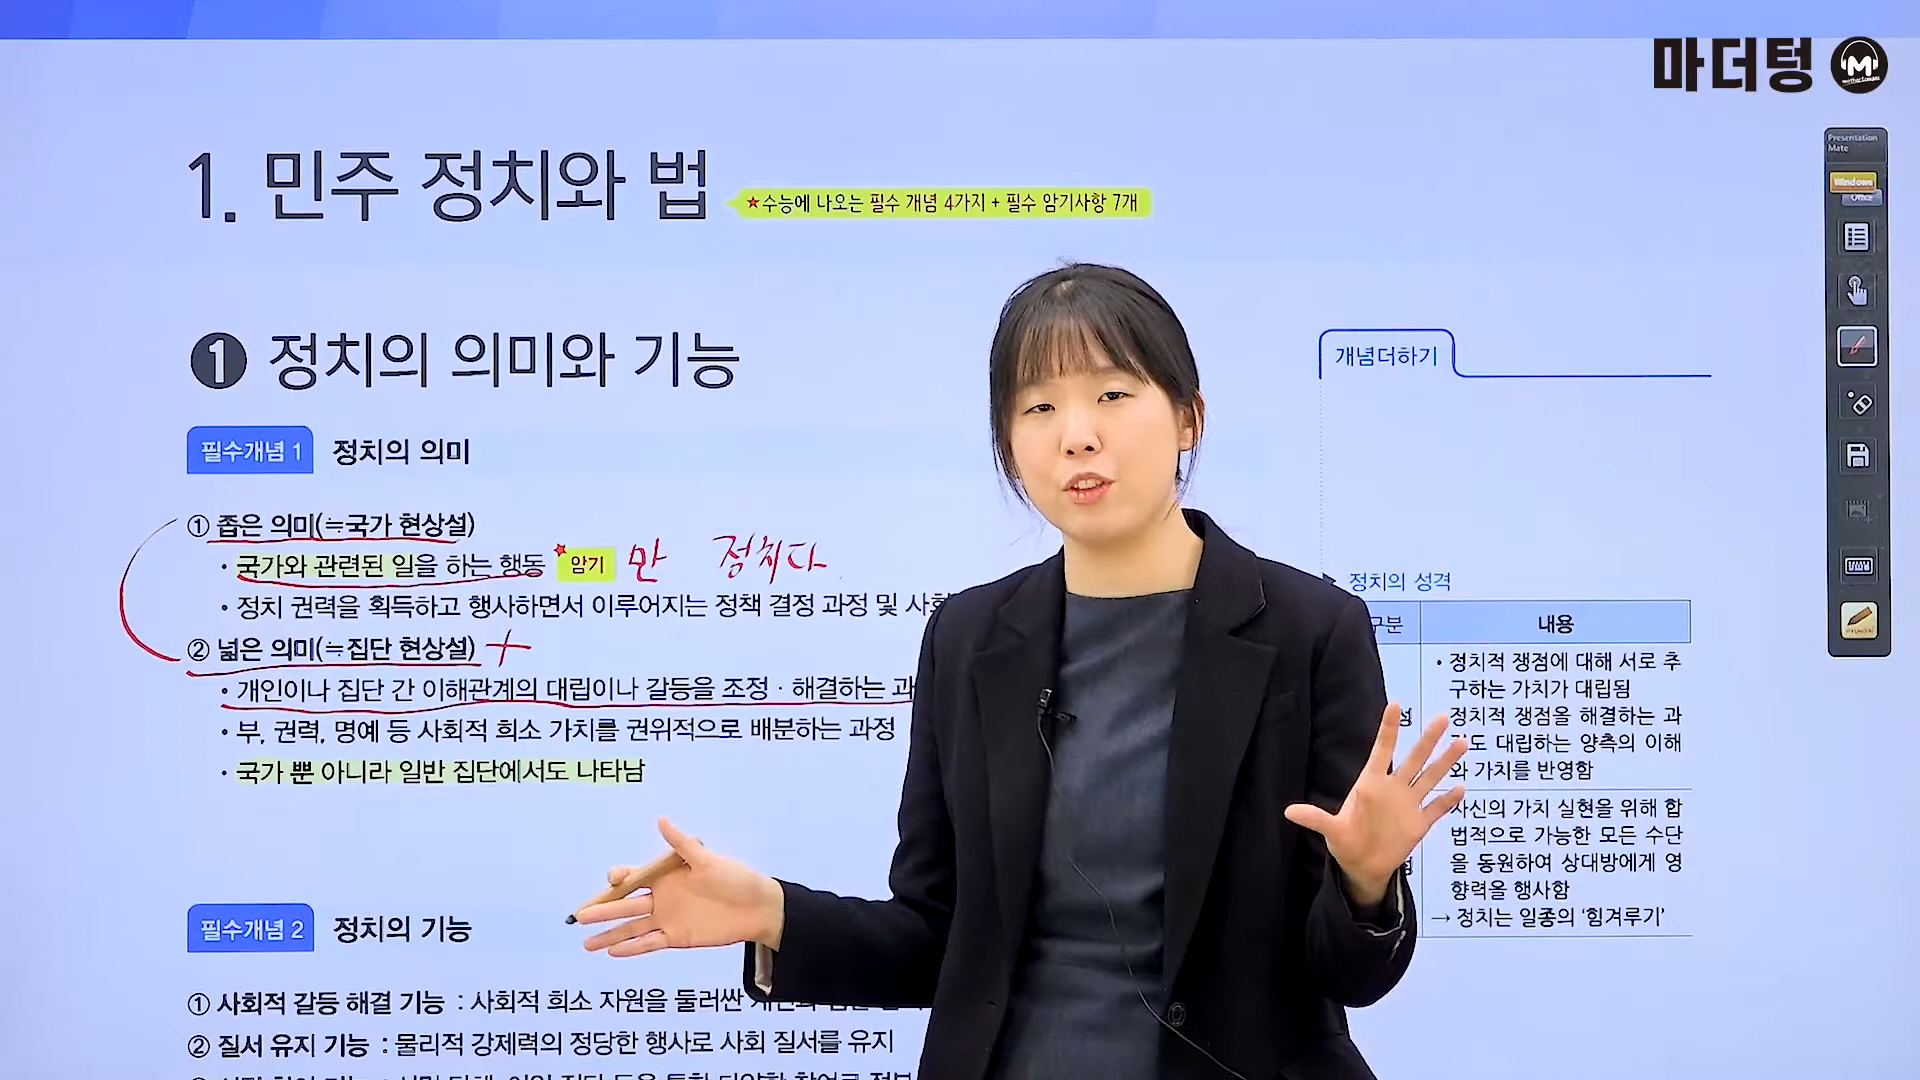 마더텅
Presentation
Mate
Windows
Office
1. 민주 정치와 법
★수능에 나오는 필수 개념 4가지 + 필수 암기사항 7개
❶ 정치의 의미와 기능
개념더하기
필수개념 1 정치의 의미
① 좁은 의미(≒국가 현상설)
• 국가와 관련된 일을 하는 행동 ★암기 만 정치다
• 정치 권력을 획득하고 행사하면서 이루어지는 정책 결정 과정 및
② 넓은 의미(≒집단 현상설) +
• 개인이나 집단 간 이해관계의 대립이나 갈등을 조정 · 해결하는
• 부, 권력, 명예 등 사회적 희소 가치를 권위적으로 배분하는 과정
• 국가 뿐 아니라 일반 집단에서도 나타남
▶ 정치의 성격
구분 내용
• 정치적 쟁점에 대해 서로 추
구하는 가치가 대립됨
정치적 쟁점을 해결하는 과
대립하는 양측의 이해
와 가치를 반영함
자신의 가치 실현을 위해 합
법적으로 가능한 모든 수단
을 동원하여 상대방에게 영
향력을 행사함
→ 정치는 일종의 ‘힘겨루기’
필수개념 2 정치의 기능
① 사회적 갈등 해결 기능 : 사회적 희소 자원을 둘러싼
② 질서 유지 기능 : 물리적 강제력의 정당한 행사로 사회 질서를 유지